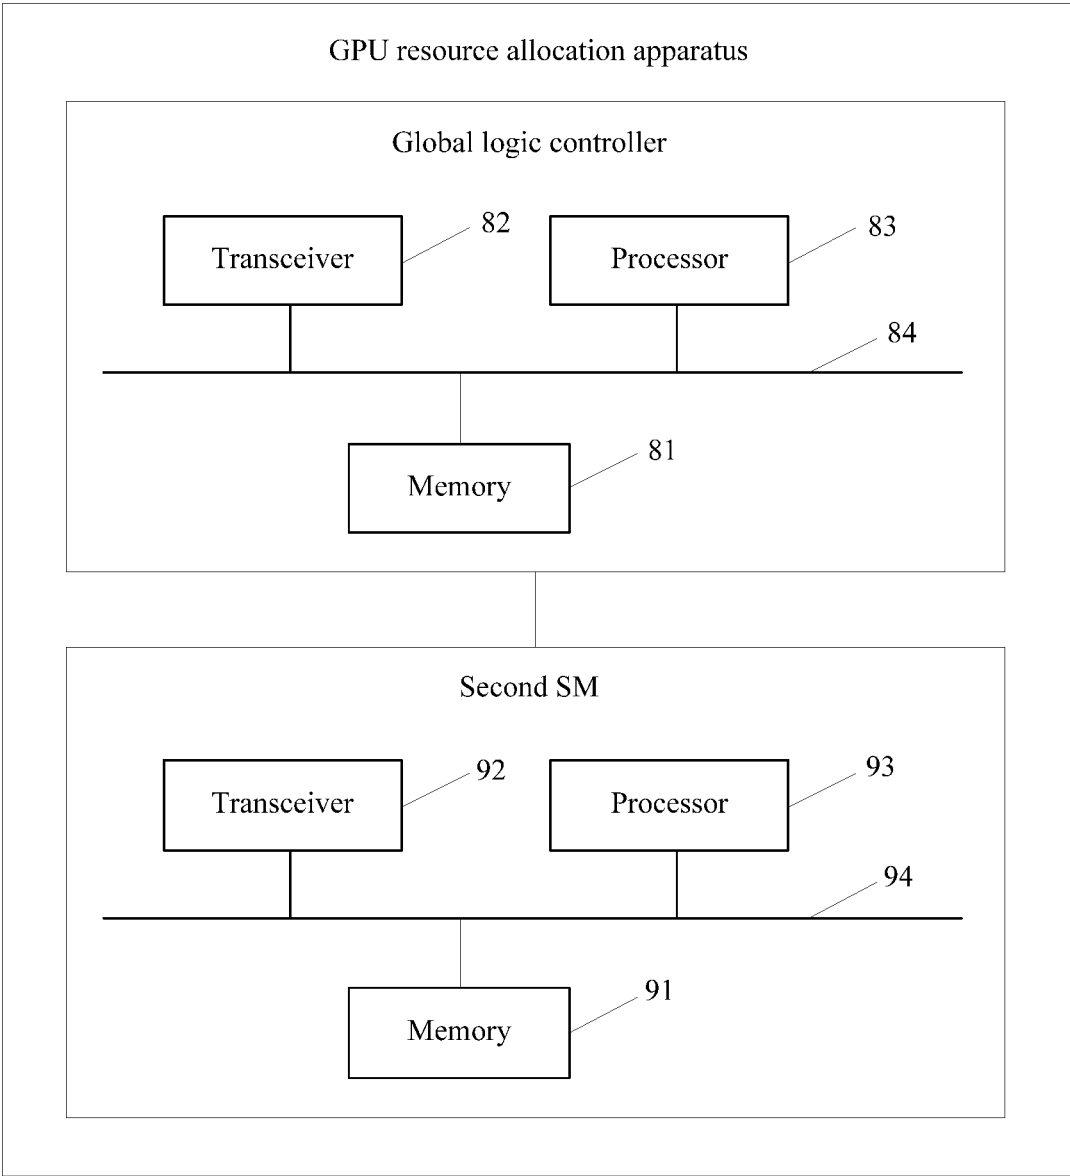 GPU resource allocation apparatus
Global logic controller
Transceiver
82
Processor
83
84
Memory
81
Second SM
Transceiver
92
Processor
93
94
Memory
91